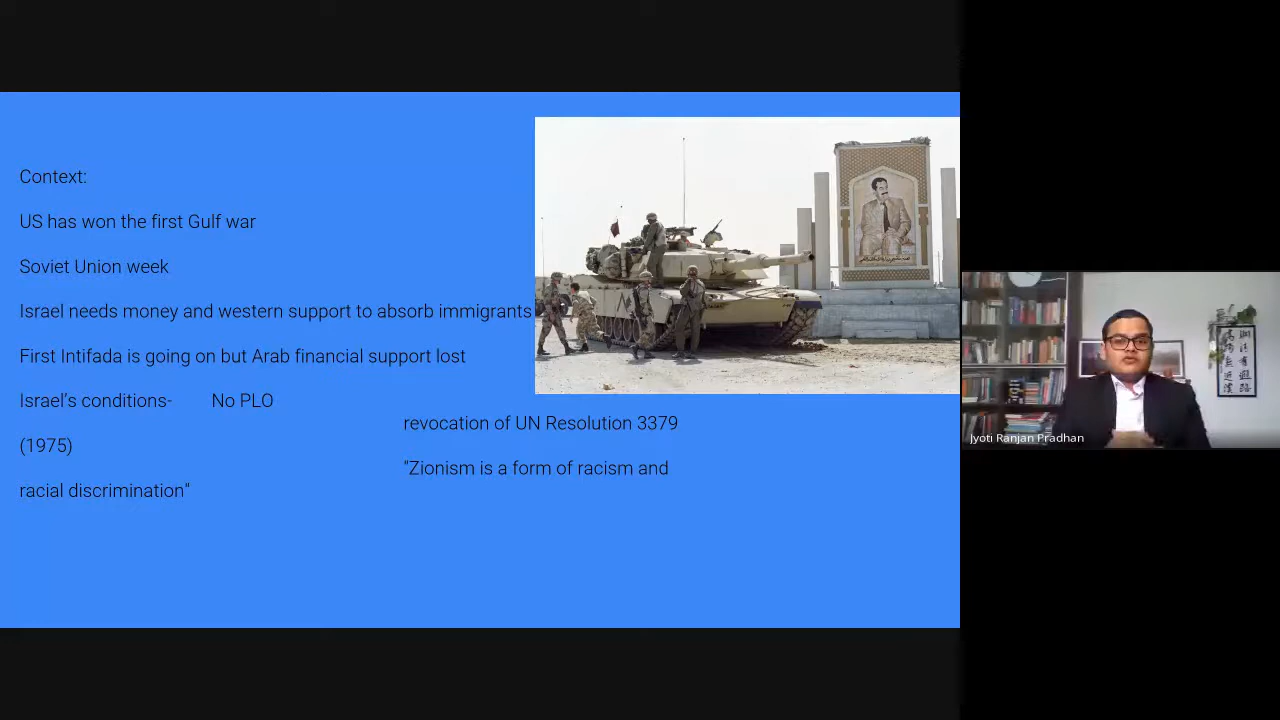 Context:
US has won the first Gulf war
Soviet Union week
Israel needs money and western support to absorb immigrants
First Intifada is going on but Arab financial support lost
Israel’s conditions- No PLO
revocation of UN Resolution 3379
(1975)
"Zionism is a form of racism and
racial discrimination"
Jyoti Ranjan Pradhan